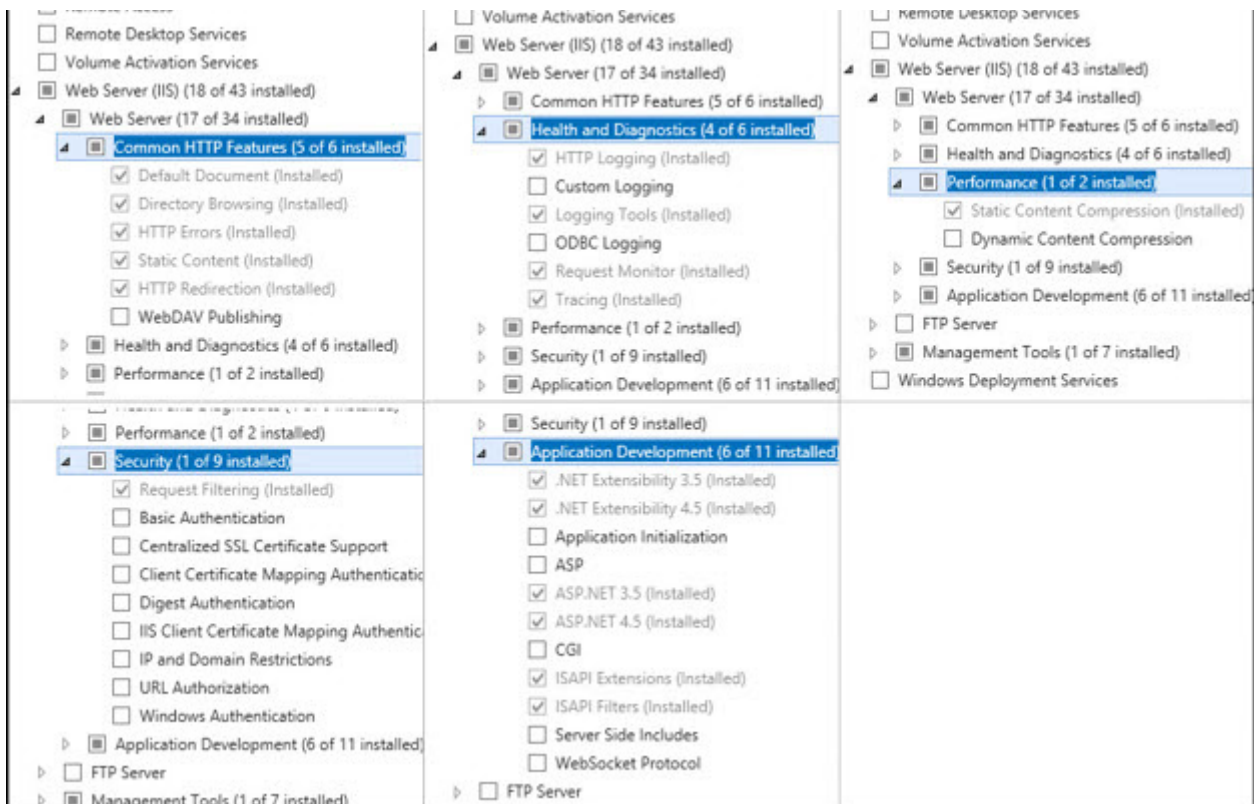 Remote Desktop Services
Volume Activation Services
Web Server (IIS) (18 of 43 installed)
Web Server (17 of 34 installed)
Common HTTP Features (5 of 6 installed)
Default Document (Installed)
Directory Browsing (Installed)
HTTP Errors (Installed)
Static Content (Installed)
HTTP Redirection (Installed)
WebDAV Publishing
Health and Diagnostics (4 of 6 installed)
Performance (1 of 2 installed)
Volume Activation Services
Web Server (IIS) (18 of 43 installed)
Web Server (17 of 34 installed)
Common HTTP Features (5 of 6 installed)
Health and Diagnostics (4 of 6 installed)
HTTP Logging (Installed)
Custom Logging
Logging Tools (Installed)
ODBC Logging
Request Monitor (Installed)
Tracing (Installed)
Performance (1 of 2 installed)
Security (1 of 9 installed)
Application Development (6 of 11 installed)
Remote Desktop Services
Volume Activation Services
Web Server (IIS) (18 of 43 installed)
Web Server (17 of 34 installed)
Common HTTP Features (5 of 6 installed)
Health and Diagnostics (4 of 6 installed)
Performance (1 of 2 installed)
Static Content Compression (Installed)
Dynamic Content Compression
Security (1 of 9 installed)
Application Development (6 of 11 installed
FTP Server
Management Tools (1 of 7 installed)
Windows Deployment Services
Performance (1 of 2 installed)
Security (1 of 9 installed)
Request Filtering (Installed)
Basic Authentication
Centralized SSL Certificate Support
Client Certificate Mapping Authenticatic
Digest Authentication
IIS Client Certificate Mapping Authentic
IP and Domain Restrictions
URL Authorization
Windows Authentication
Application Development (6 of 11 installed)
FTP Server
Management Tools (1 of 7 installed)
Security (1 of 9 installed)
Application Development (6 of 11 installed)
.NET Extensibility 3.5 (Installed)
.NET Extensibility 4.5 (Installed)
Application Initialization
ASP
ASP.NET 3.5 (Installed)
ASP.NET 4.5 (Installed)
CGI
ISAPI Extensions (Installed)
ISAPI Filters (Installed)
Server Side Includes
WebSocket Protocol
FTP Server